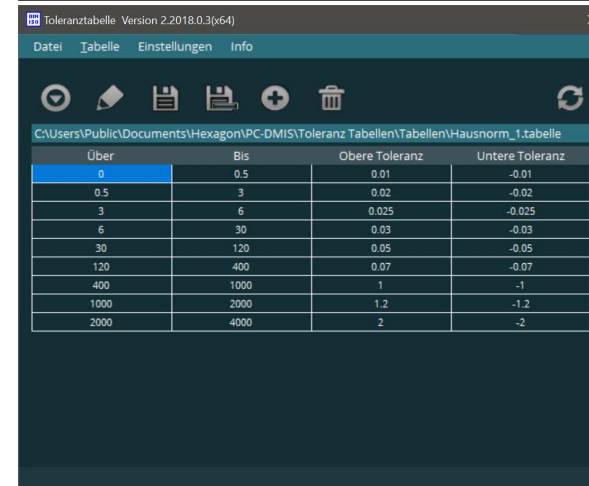 DIN
ISO
Toleranztabelle Version 2.2018.0.3(x64)
Datei Tabelle Einstellungen Info
C:\Users\Public\Documents\Hexagon\PC-DMIS\Toleranz Tabellen\Tabellen\Hausnorm_1.tabelle
Über Bis Obere Toleranz Untere Toleranz
0 0.5 0.01 -0.01
0.5 3 0.02 -0.02
3 6 0.025 -0.025
6 30 0.03 -0.03
30 120 0.05 -0.05
120 400 0.07 -0.07
400 1000 1 -1
1000 2000 1.2 -1.2
2000 4000 2 -2